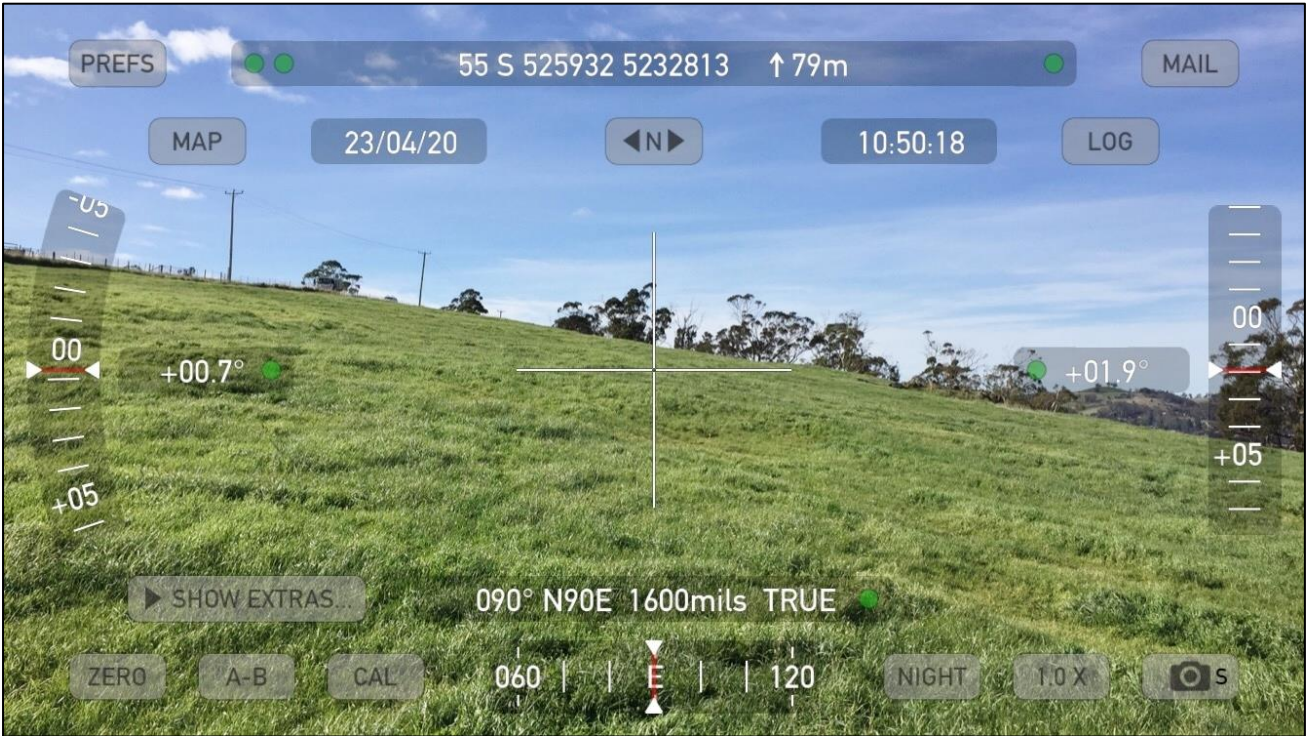 PREFS
55 S 525932 5232813 ↑ 79m
MAIL
MAP
23/04/20
◀N▶
10:50:18
LOG
-05
00
+05
+00.7°
00
+05
+01.9°
▶ SHOW EXTRAS...
090° N90E 1600mils TRUE
ZERO
A-B
CAL
060 | | E | | 120
NIGHT
1.0 X
S